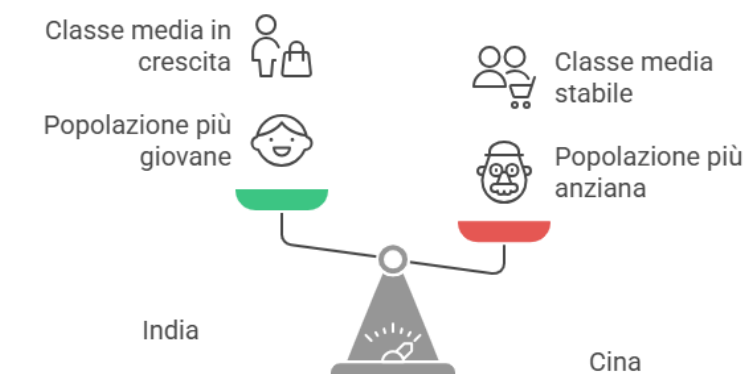 Classe media in
crescita
Popolazione più
giovane
Classe media
stabile
Popolazione più
anziana
India
Cina